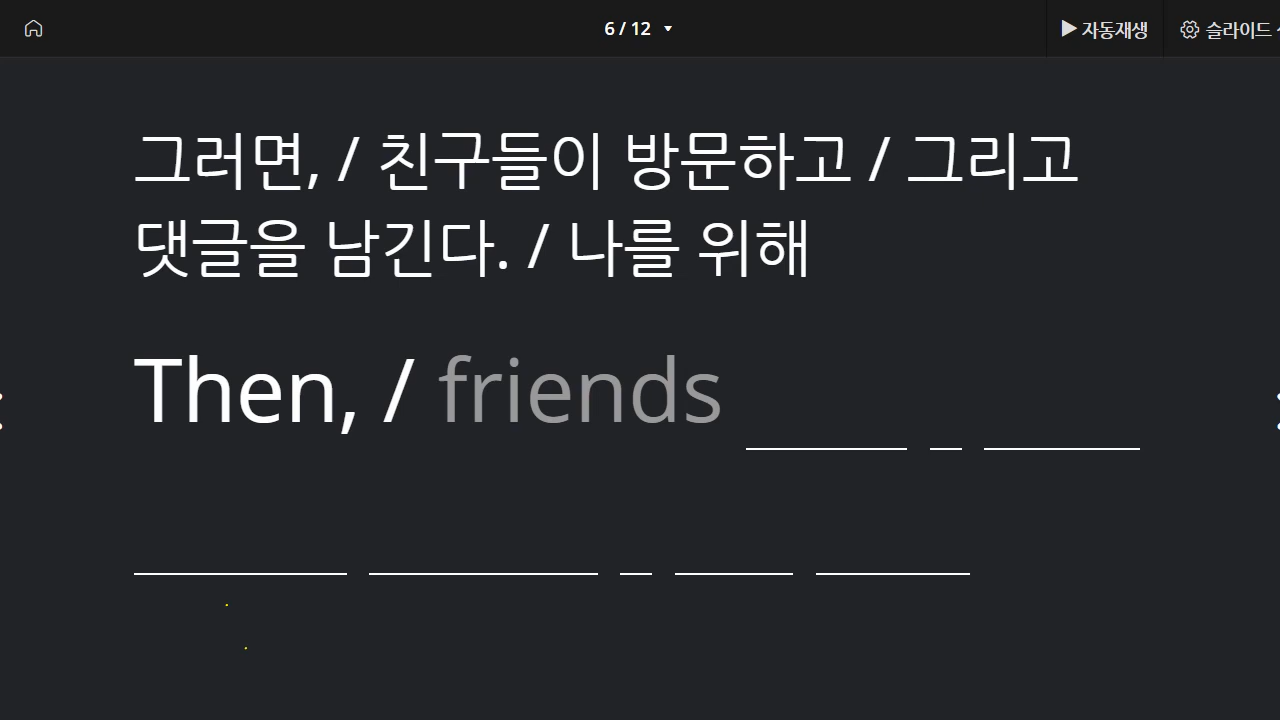 6 / 12
자동재생
슬라이드
그러면, / 친구들이 방문하고 / 그리고
댓글을 남긴다. / 나를 위해
Then, / friends